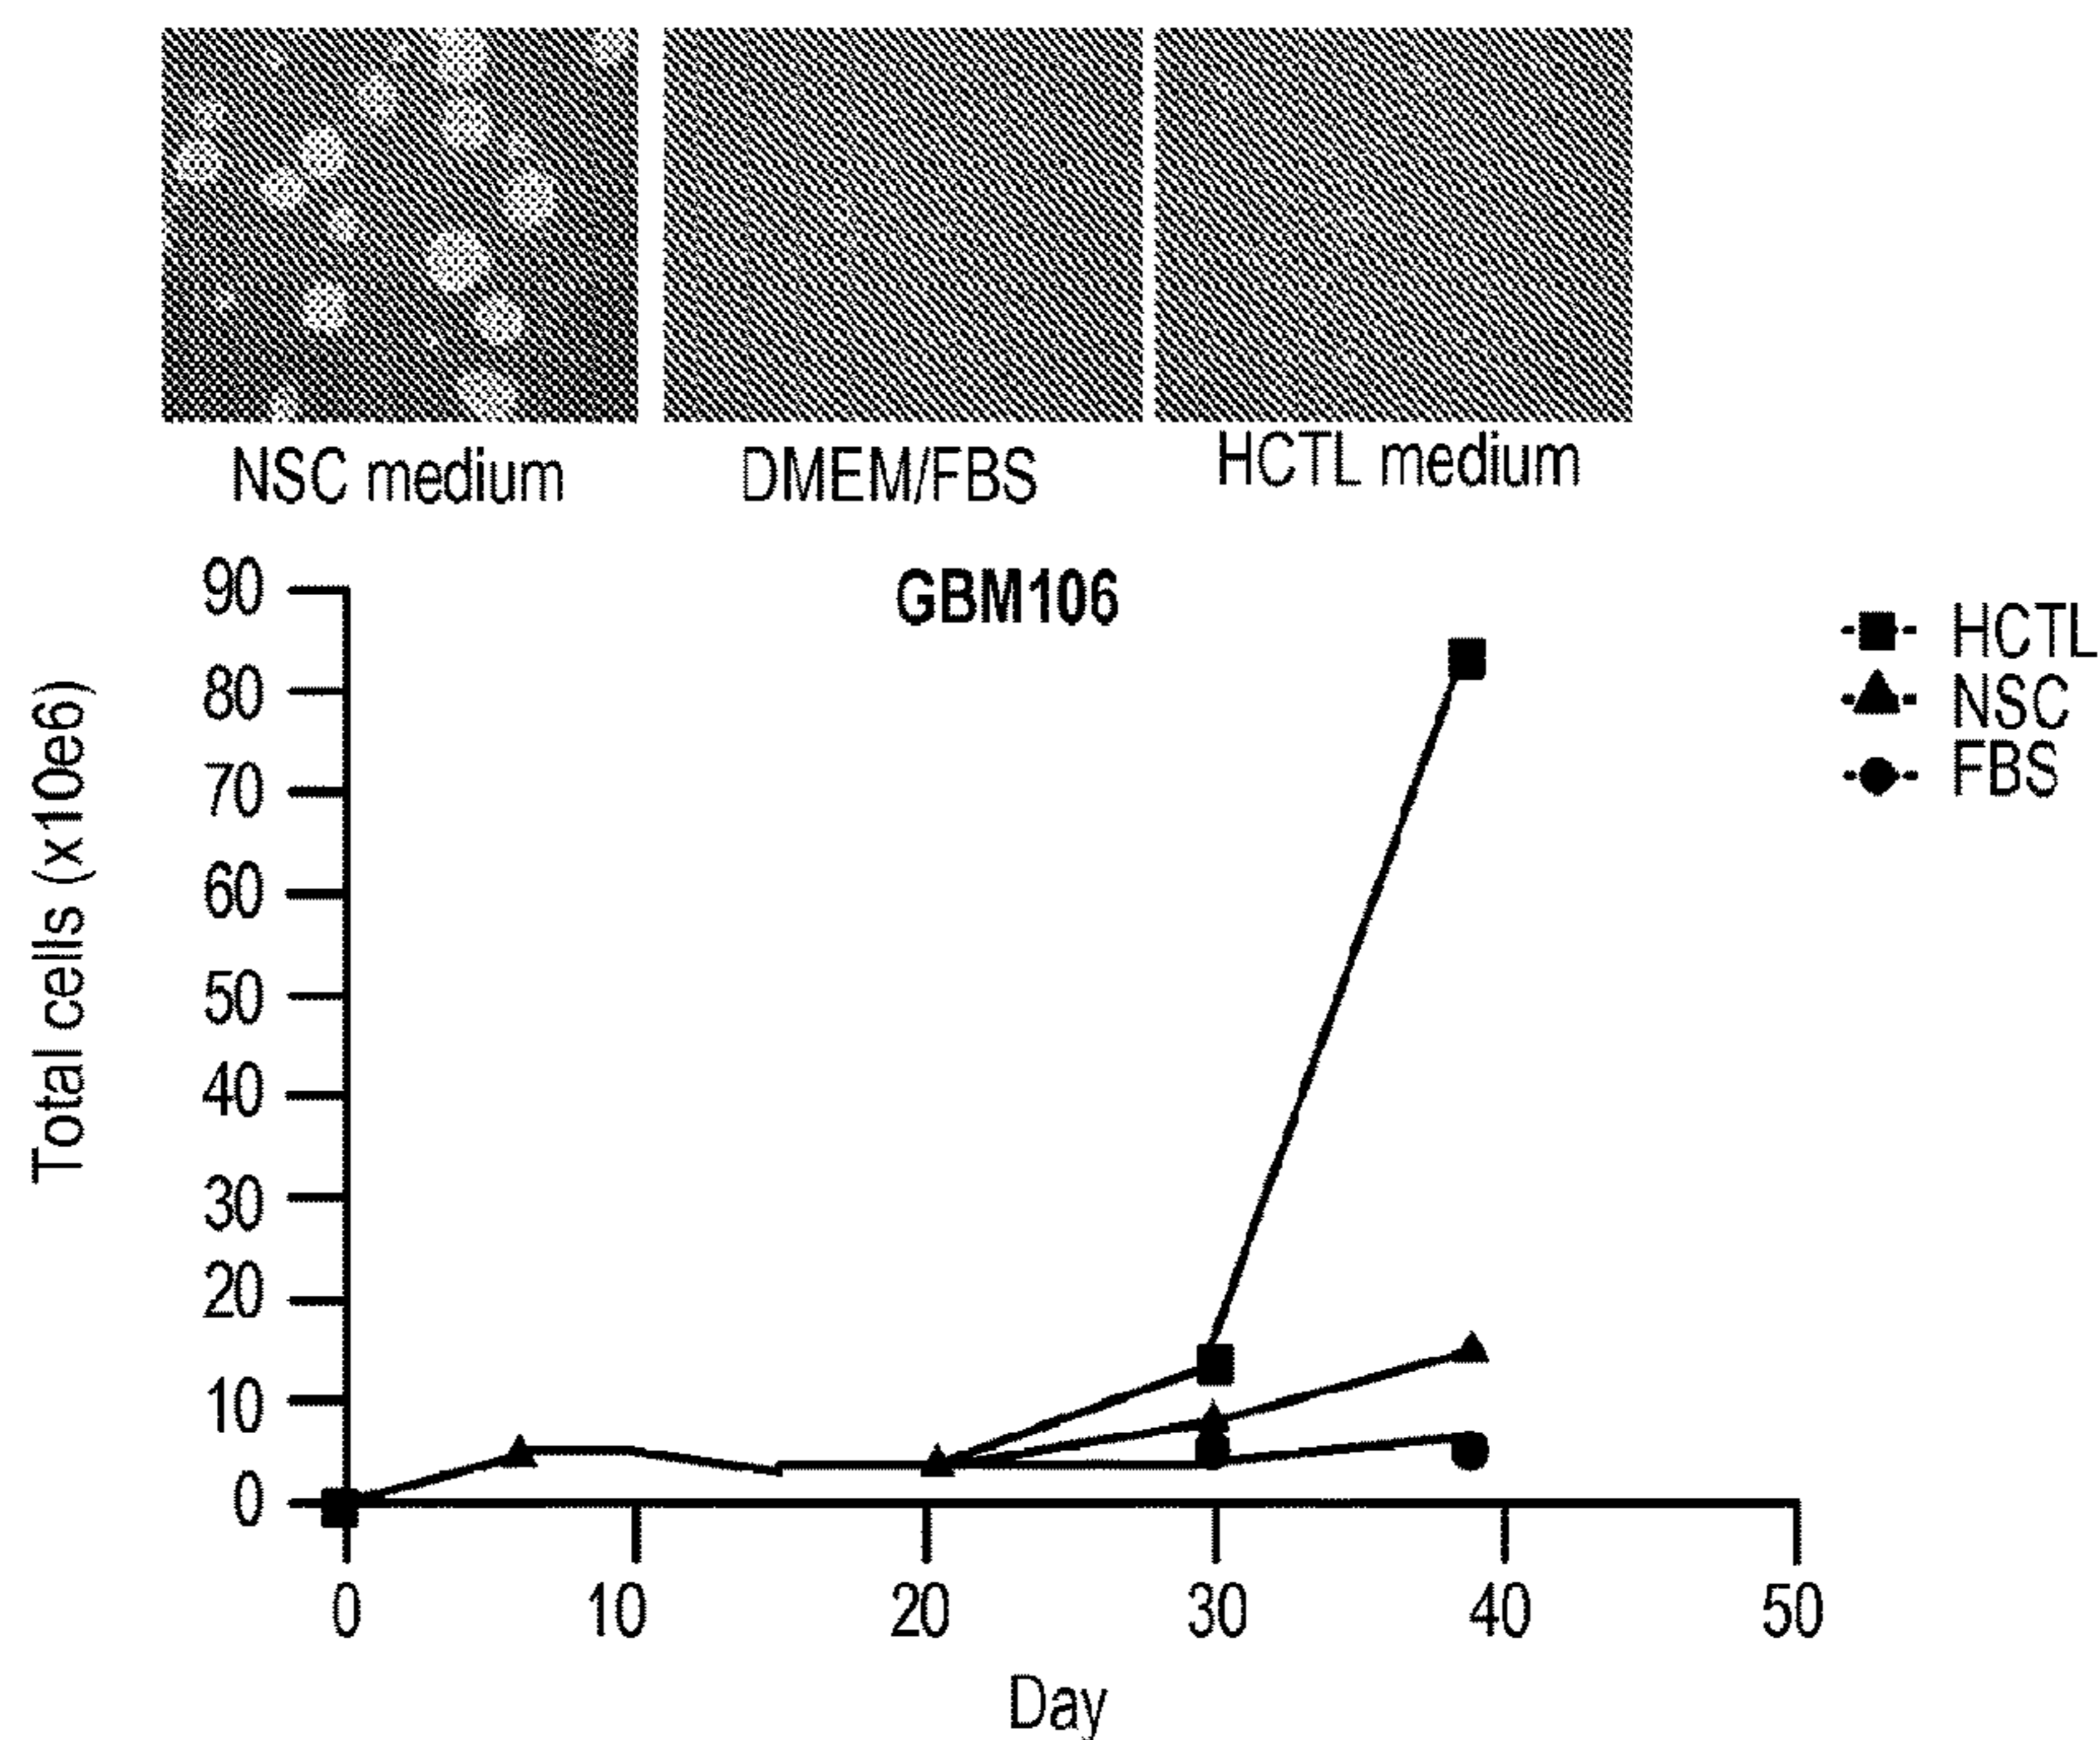 NSC medium
DMEM/FBS
HCTL medium
GBM106
HCTL
NSC
FBS
Total cells (x10e6)
90
80
70
60
50
40
30
20
10
0
0
10
20
30
40
50
Day